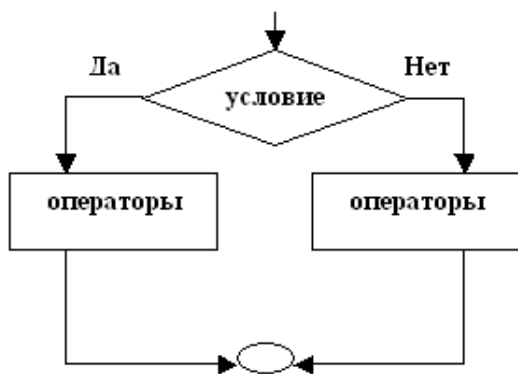 Да
Нет
условие
операторы
операторы